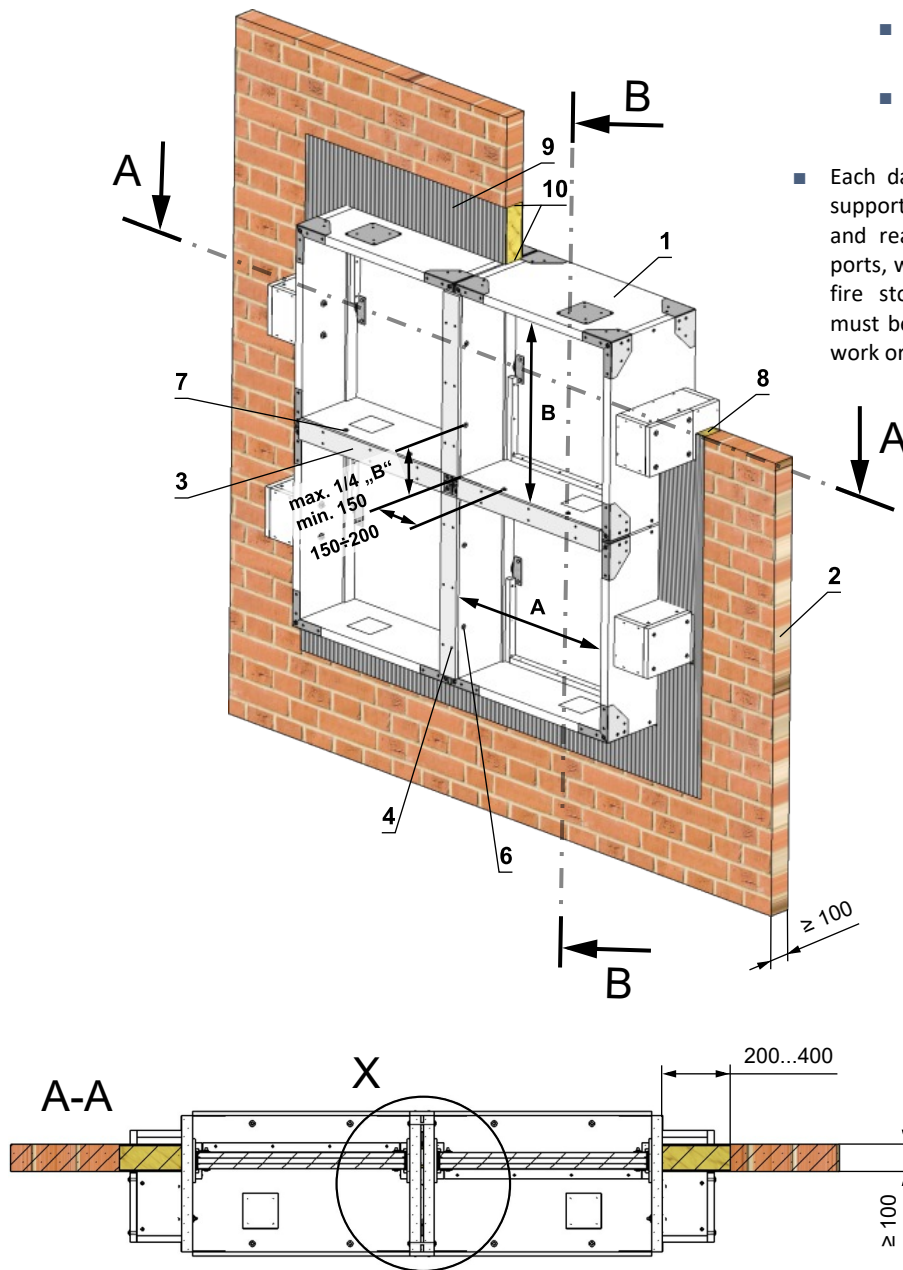 ■
■
■ Each da
support
and rea
ports, w
fire sto
must be
work or
B
9
A
10
1
8
7
B
A
3
max. 1/4 „B“
min. 150
150÷200
2
A
4
6
≥ 100
B
200...400
X
A-A
≥ 100